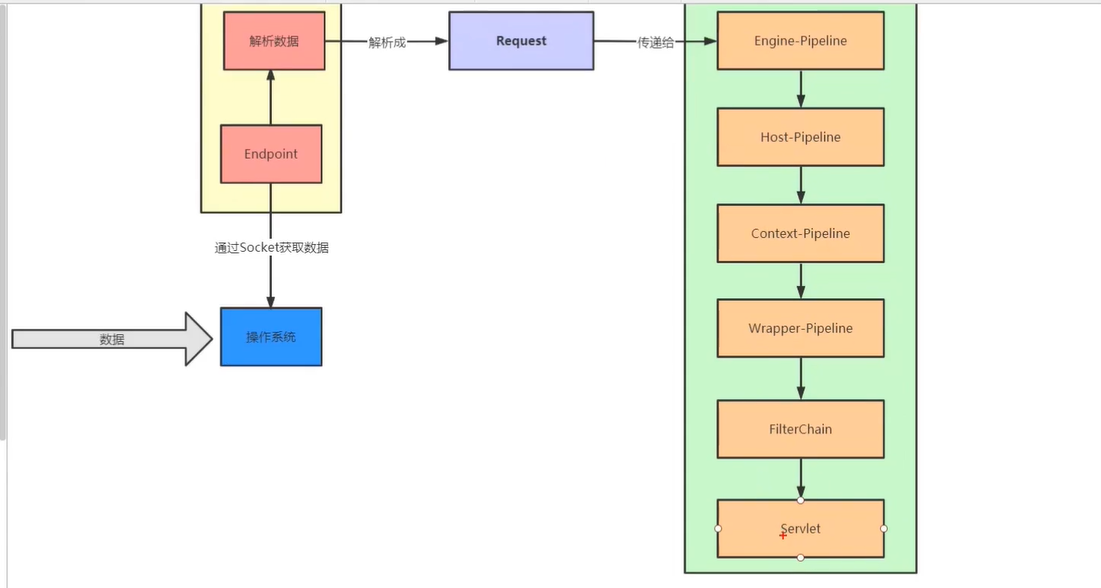 解析数据
解析成
Request
传递给
Engine-Pipeline
Host-Pipeline
Endpoint
Context-Pipeline
通过Socket获取数据
Wrapper-Pipeline
数据
操作系统
FilterChain
Servlet